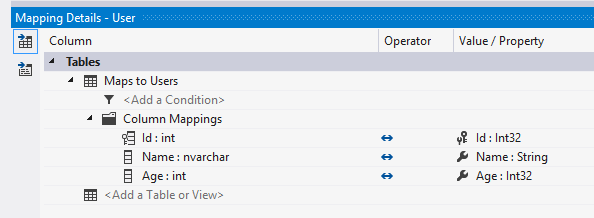 Mapping Details - User
Column Operator Value / Property
Tables
Maps to Users
<Add a Condition>
Column Mappings
Id : int Id : Int32
Name : nvarchar Name : String
Age : int Age : Int32
<Add a Table or View>